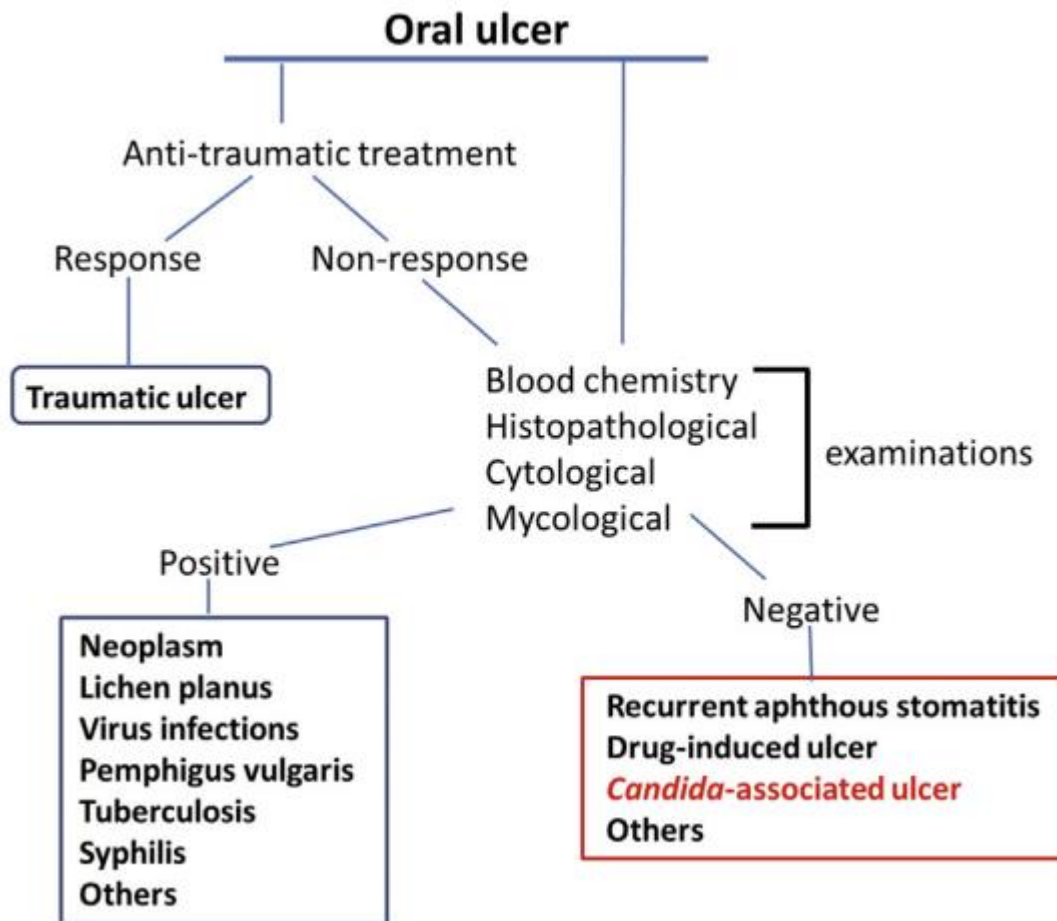 Oral ulcer
Anti-traumatic treatment
Response
Non-response
Traumatic ulcer
Blood chemistry
Histopathological
Cytological
Mycological
examinations
Positive
Negative
Neoplasm
Lichen planus
Virus infections
Pemphigus vulgaris
Tuberculosis
Syphilis
Others
Recurrent aphthous stomatitis
Drug-induced ulcer
Candida-associated ulcer
Others